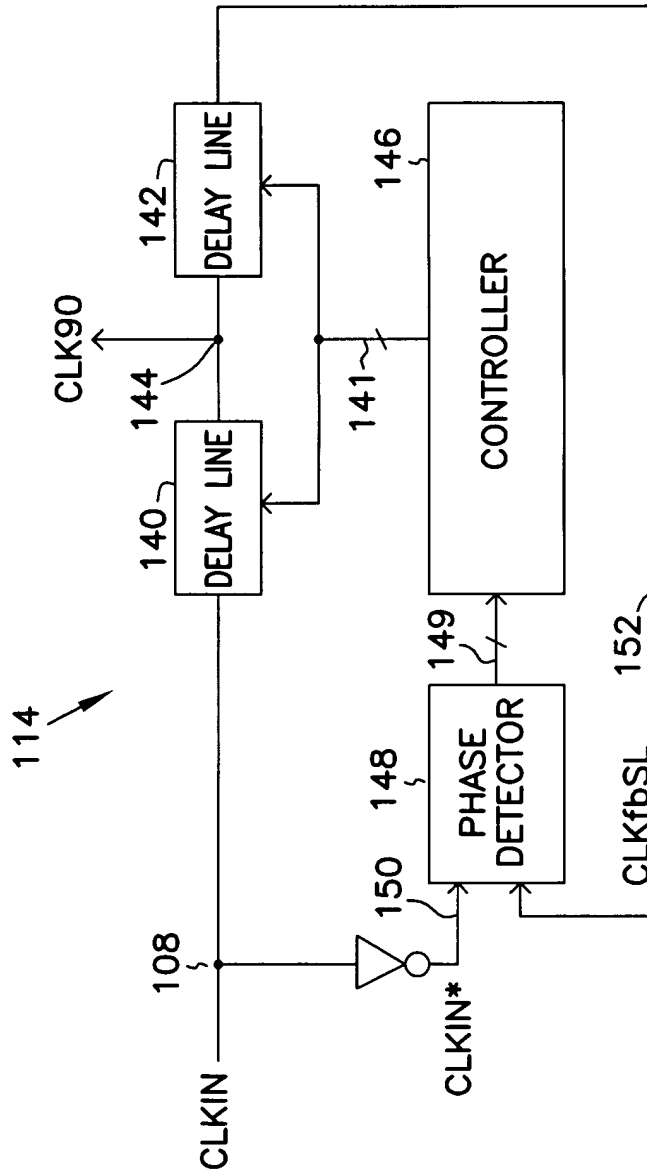 114
CLKIN
108
140
DELAY LINE
144
CLK90
142
DELAY LINE
141
CLKIN*
150
148
PHASE
DETECTOR
149
146
CONTROLLER
CLKfbSL
152